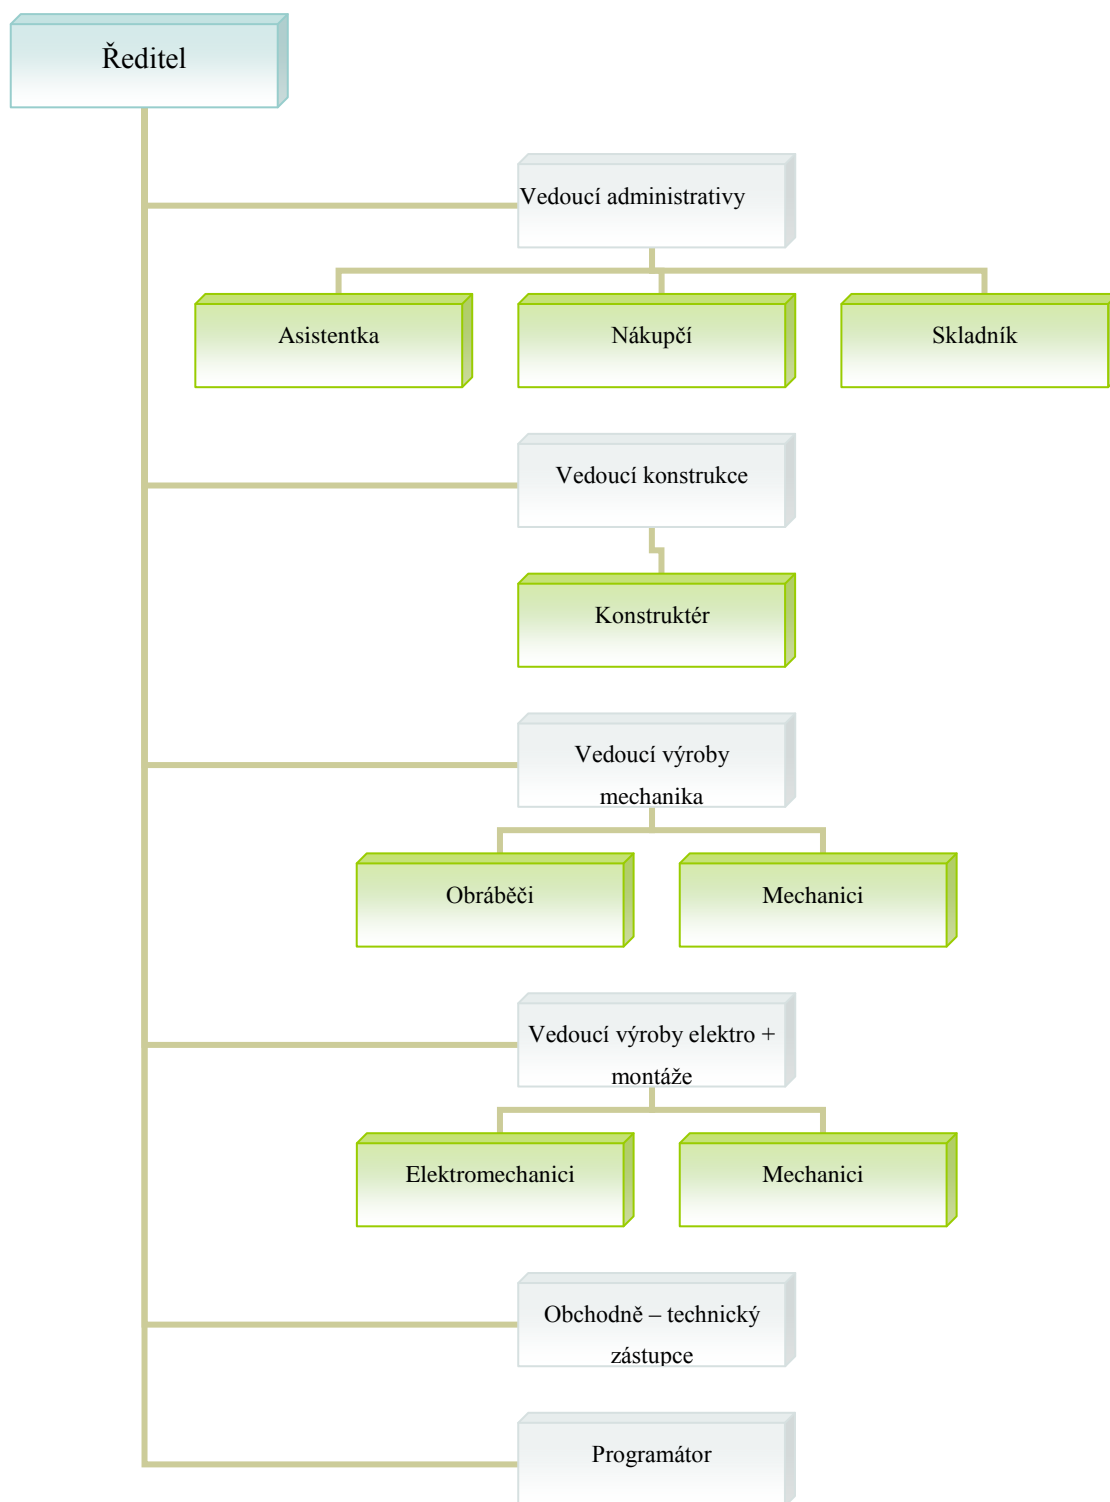 Ředitel
Vedoucí administrativy
Asistentka
Nákupčí
Skladník
Vedoucí konstrukce
Konstruktér
Vedoucí výroby
mechanika
Obráběči
Mechanici
Vedoucí výroby elektro +
montáže
Elektromechanici
Mechanici
Obchodně – technický
zástupce
Programátor